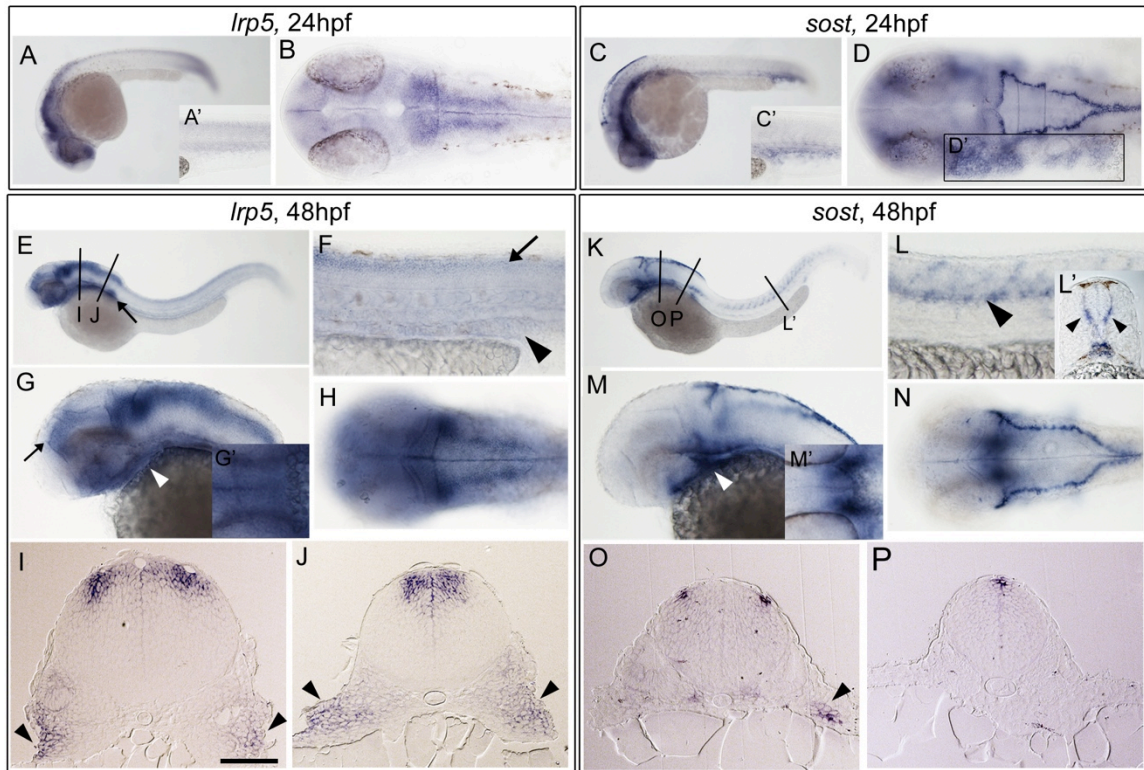 lrp5, 24hpf
A
A'
B
sost, 24hpf
C
C'
D
D'
lrp5, 48hpf
E
I J
F
G
G'
H
I
J
sost, 48hpf
K
O P
L'
L
L'
M
M'
N
O
P